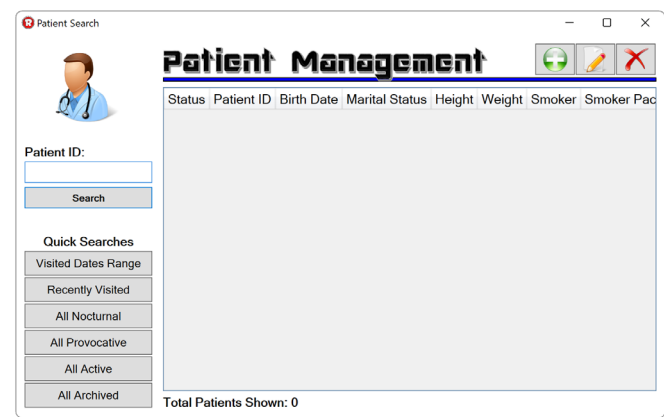 Patient Search
Patient Management
Status Patient ID Birth Date Marital Status Height Weight Smoker Smoker Pac
Patient ID:
Search
Quick Searches
Visited Dates Range
Recently Visited
All Nocturnal
All Provocative
All Active
All Archived
Total Patients Shown: 0